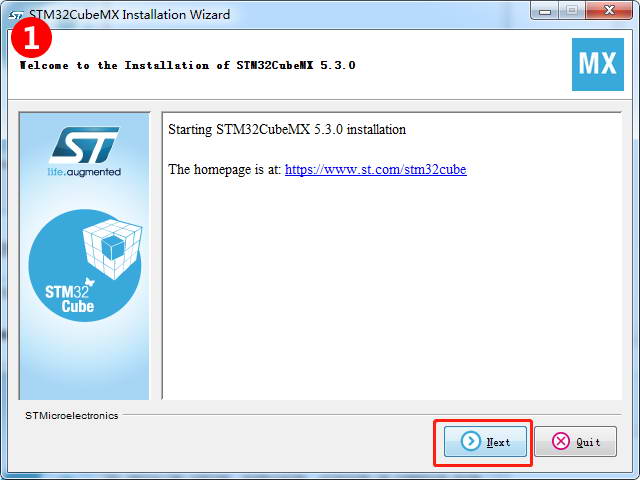 STM32CubeMX Installation Wizard
1
Welcome to the Installation of STM32CubeMX 5.3.0
MX
ST
life.augmented
STM32
Cube
Starting STM32CubeMX 5.3.0 installation
The homepage is at: https://www.st.com/stm32cube
STMicroelectronics
Next
Quit